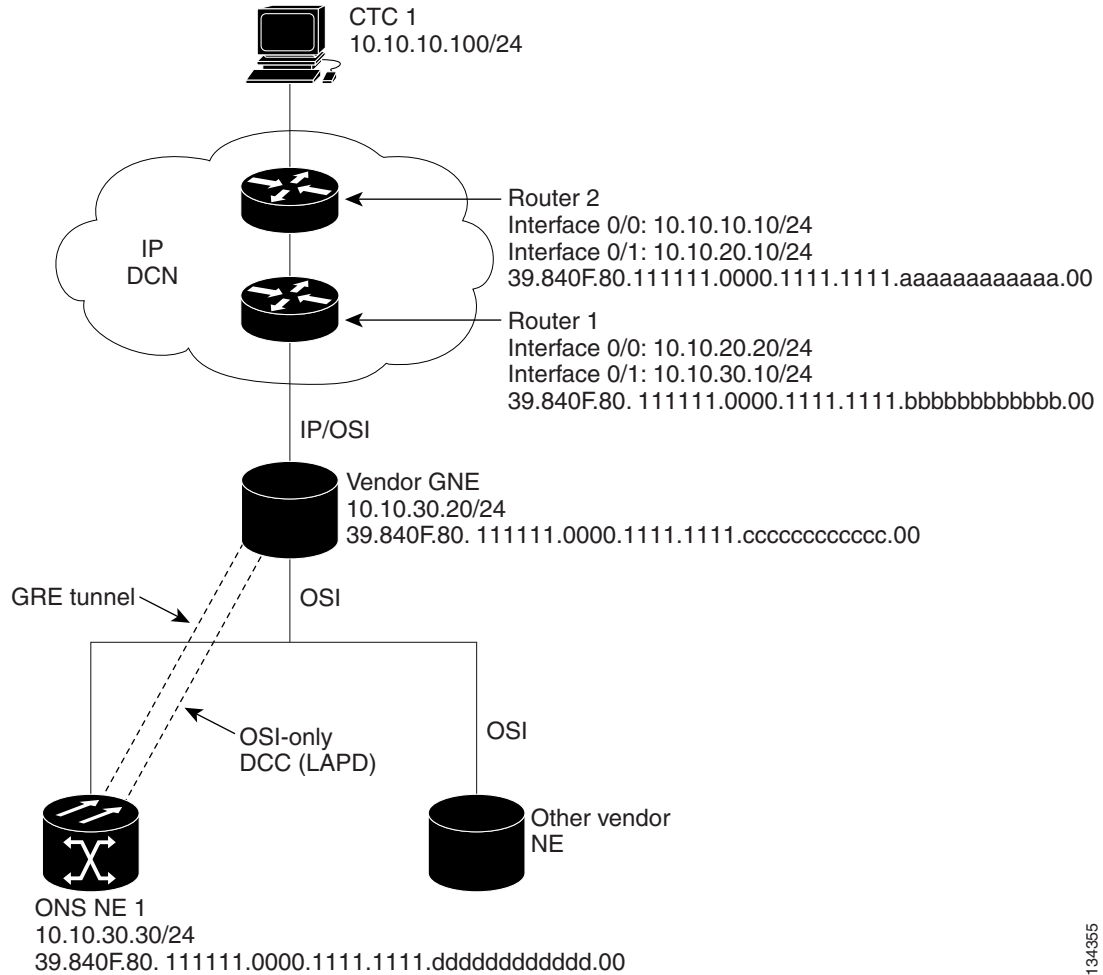 CTC 1
10.10.10.100/24
Router 2
Interface 0/0: 10.10.10.10/24
Interface 0/1: 10.10.20.10/24
39.840F.80.111111.0000.1111.1111.aaaaaaaaaaaa.00
IP
DCN
Router 1
Interface 0/0: 10.10.20.20/24
Interface 0/1: 10.10.30.10/24
39.840F.80. 111111.0000.1111.1111.bbbbbbbbbbbb.00
IP/OSI
Vendor GNE
10.10.30.20/24
39.840F.80. 111111.0000.1111.1111.cccccccccccc.00
GRE tunnel
OSI
OSI-only
DCC (LAPD)
OSI
Other vendor
NE
ONS NE 1
10.10.30.30/24
39.840F.80. 111111.0000.1111.1111.dddddddddddd.00
134355